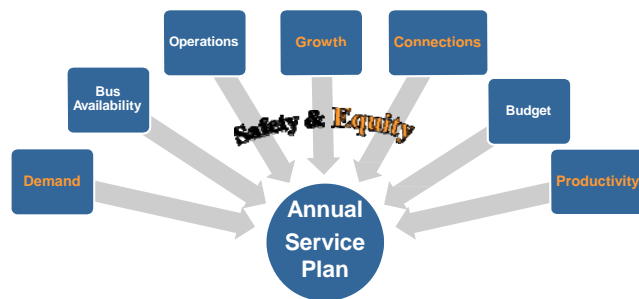 Operations
Growth
Connections
Bus
Availability
Budget
Safety & Equity
Demand
Productivity
Annual
Service
Plan